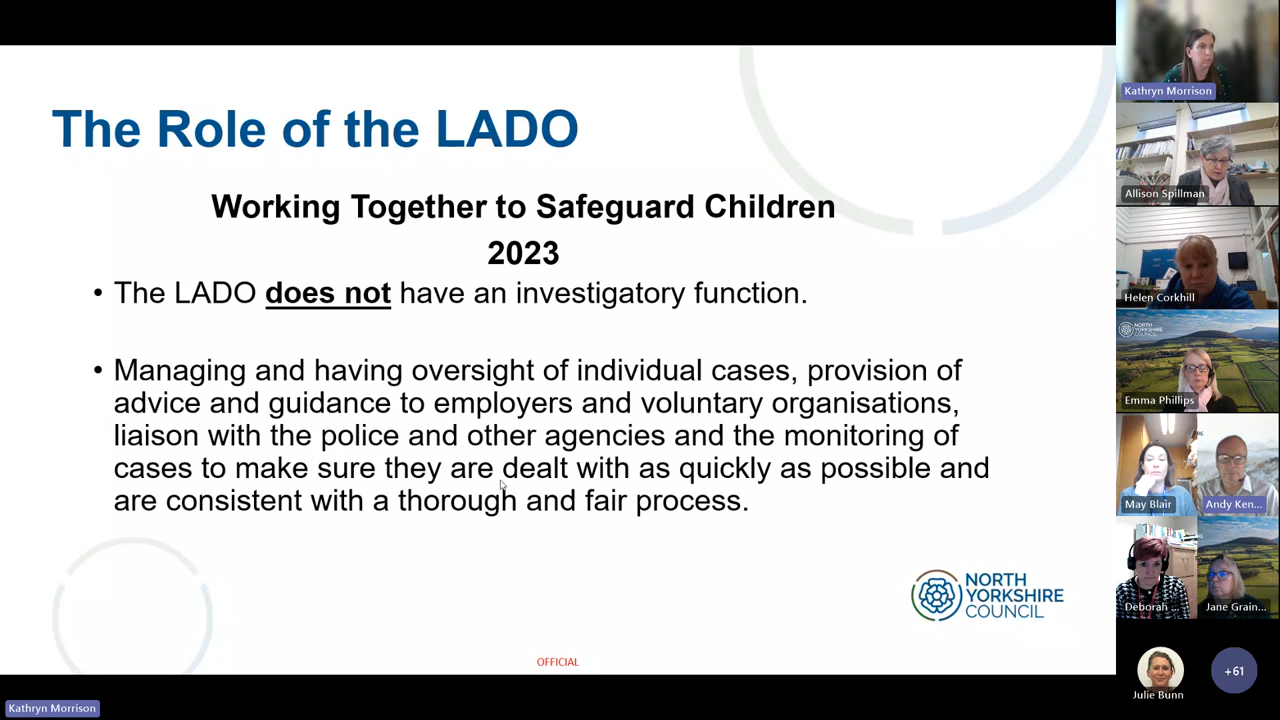 The Role of the LADO
Working Together to Safeguard Children
2023
• The LADO does not have an investigatory function.
• Managing and having oversight of individual cases, provision of
advice and guidance to employers and voluntary organisations,
liaison with the police and other agencies and the monitoring of
cases to make sure they are dealt with as quickly as possible and
are consistent with a thorough and fair process.
NORTH
YORKSHIRE
COUNCIL
OFFICIAL
Kathryn Morrison
Kathryn Morrison
Allison Spillman
Helen Corkhill
NORTH
YORKSHIRE
COUNCIL
Emma Phillips
May Blair
Andy Ken...
Deborah ...
Jane Grain...
Julie Bunn
+61